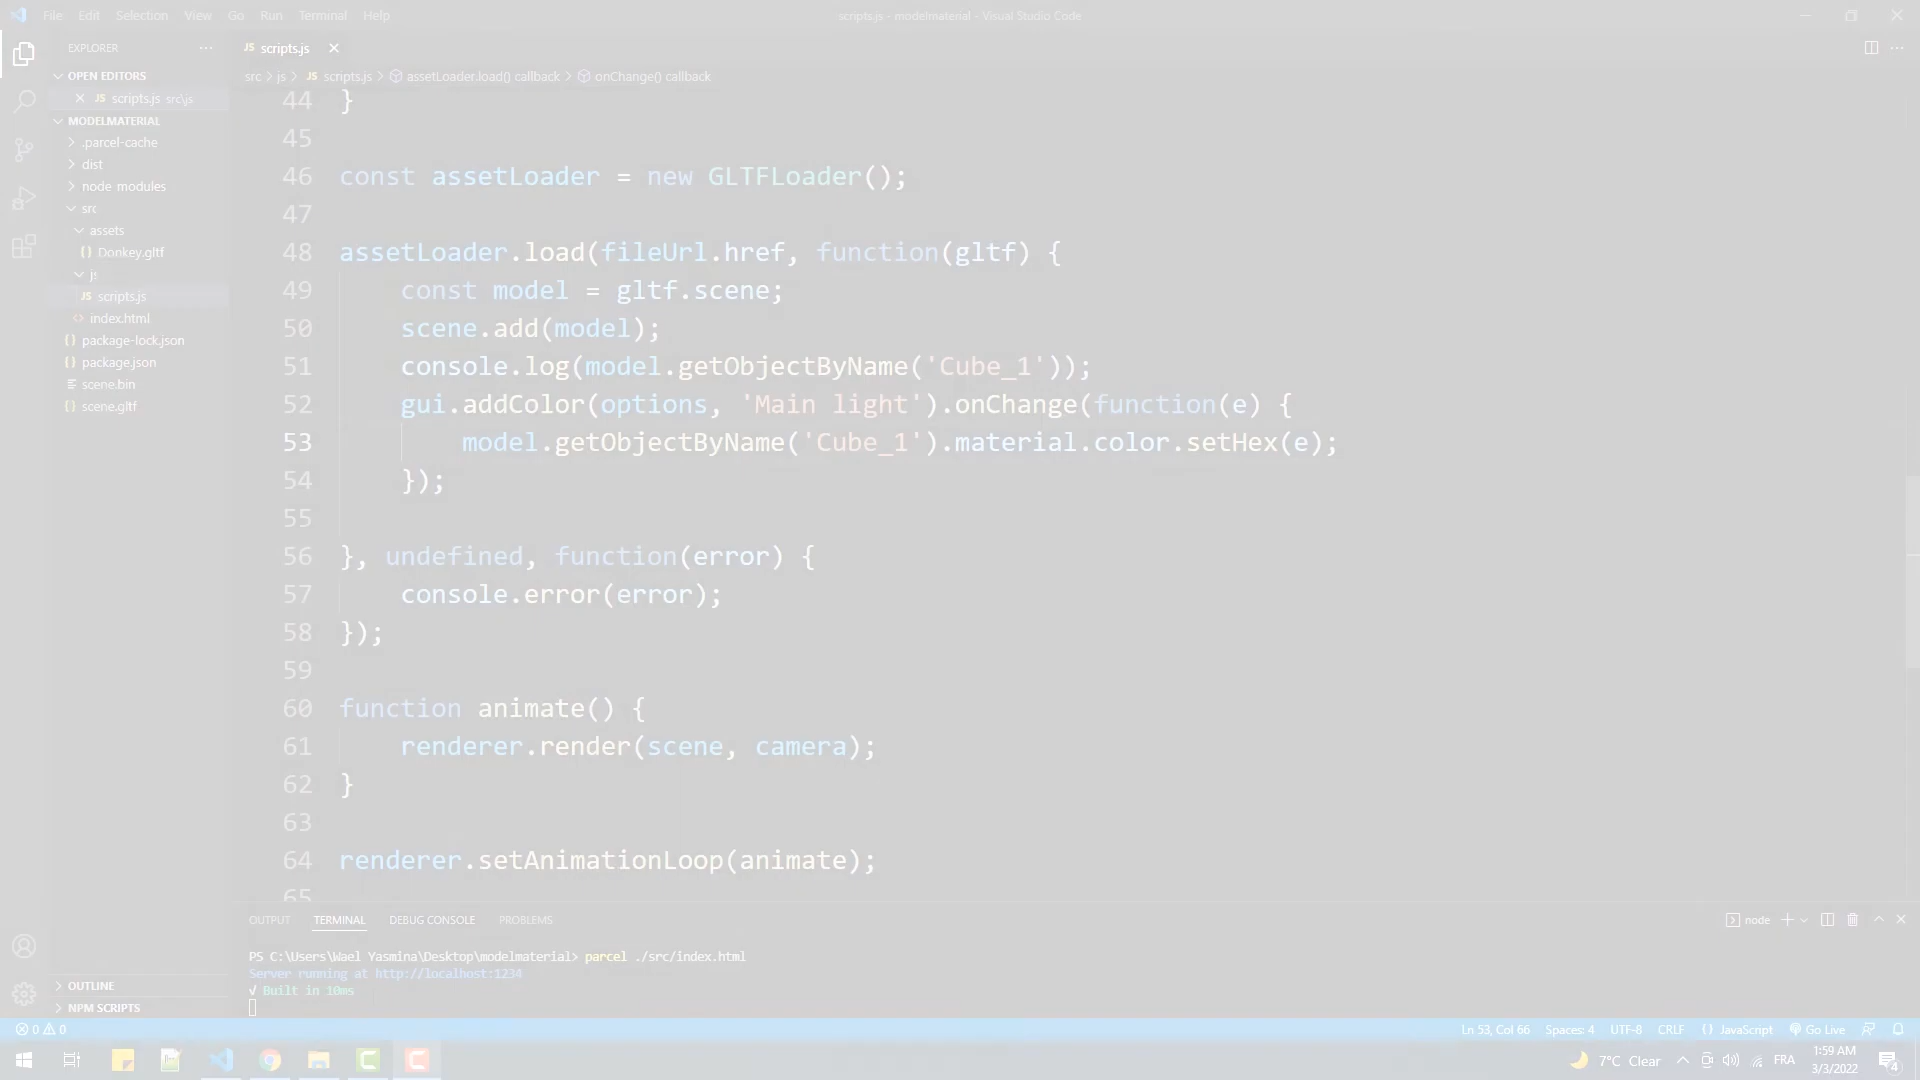 File Edit Selection View Go Run Terminal Help
scripts.js - modelmaterial - Visual Studio Code
EXPLORER
OPEN EDITORS
scripts.js src\js
MODELMATERIAL
.parcel-cache
dist
node_modules
src
assets
Donkey.gltf
js
scripts.js
index.html
package-lock.json
package.json
scene.bin
scene.gltf
OUTLINE
NPM SCRIPTS
JS scripts.js
src > js > JS scripts.js > assetLoader.load() callback > onChange() callback
44 }
45
46 const assetLoader = new GLTFLoader();
47
48 assetLoader.load(fileUrl.href, function(gltf) {
49 const model = gltf.scene;
50 scene.add(model);
51 console.log(model.getObjectByName('Cube_1'));
52 gui.addColor(options, 'Main light').onChange(function(e) {
53 model.getObjectByName('Cube_1').material.color.setHex(e);
54 });
55
56 }, undefined, function(error) {
57 console.error(error);
58 });
59
60 function animate() {
61 renderer.render(scene, camera);
62 }
63
64 renderer.setAnimationLoop(animate);
65
OUTPUT TERMINAL DEBUG CONSOLE PROBLEMS
node
PS C:\Users\Wael Yasmina\Desktop\modelmaterial> parcel ./src/index.html
Server running at http://localhost:1234
√ Built in 10ms
0 0
Ln 53, Col 66 Spaces: 4 UTF-8 CRLF JavaScript Go Live
7°C Clear FRA 1:59 AM
3/3/2022
4